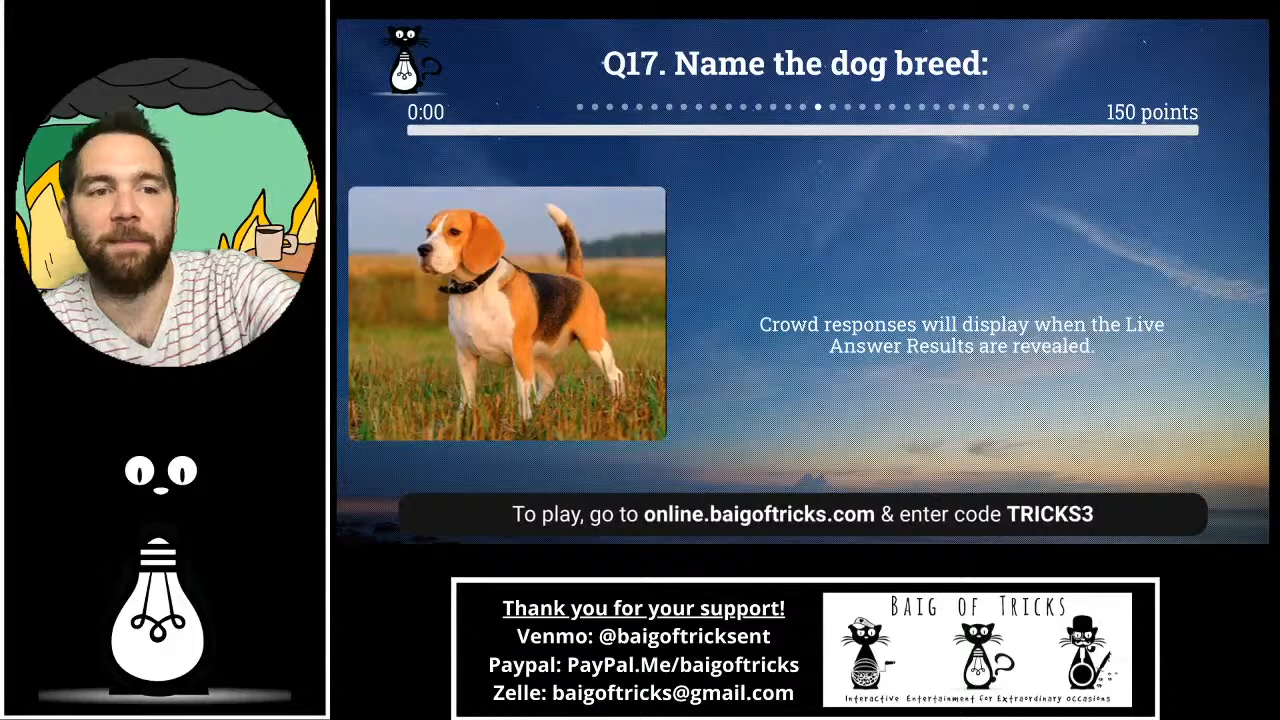 Q17. Name the dog breed:
0:00
150 points
Crowd responses will display when the Live
Answer Results are revealed.
To play, go to online.baigoftricks.com & enter code TRICKS3
Thank you for your support!
Venmo: @baigoftricksent
Paypal: PayPal.Me/baigoftricks
Zelle: baigoftricks@gmail.com
BAIG OF TRICKS
Interactive Entertainment for Extraordinary occasions